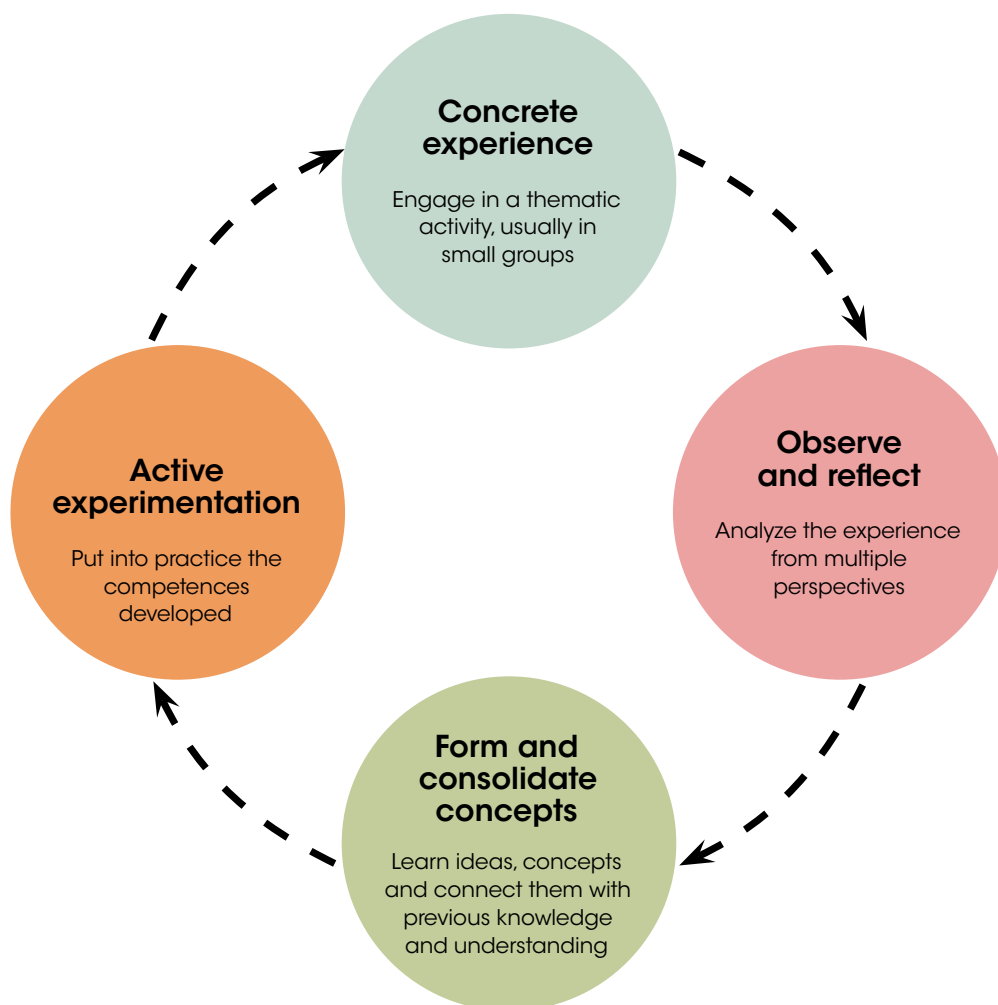 Concrete
experience
Engage in a thematic
activity, usually in
small groups
Observe
and reflect
Analyze the experience
from multiple
perspectives
Form and
consolidate
concepts
Learn ideas, concepts
and connect them with
previous knowledge
and understanding
Active
experimentation
Put into practice the
competences
developed